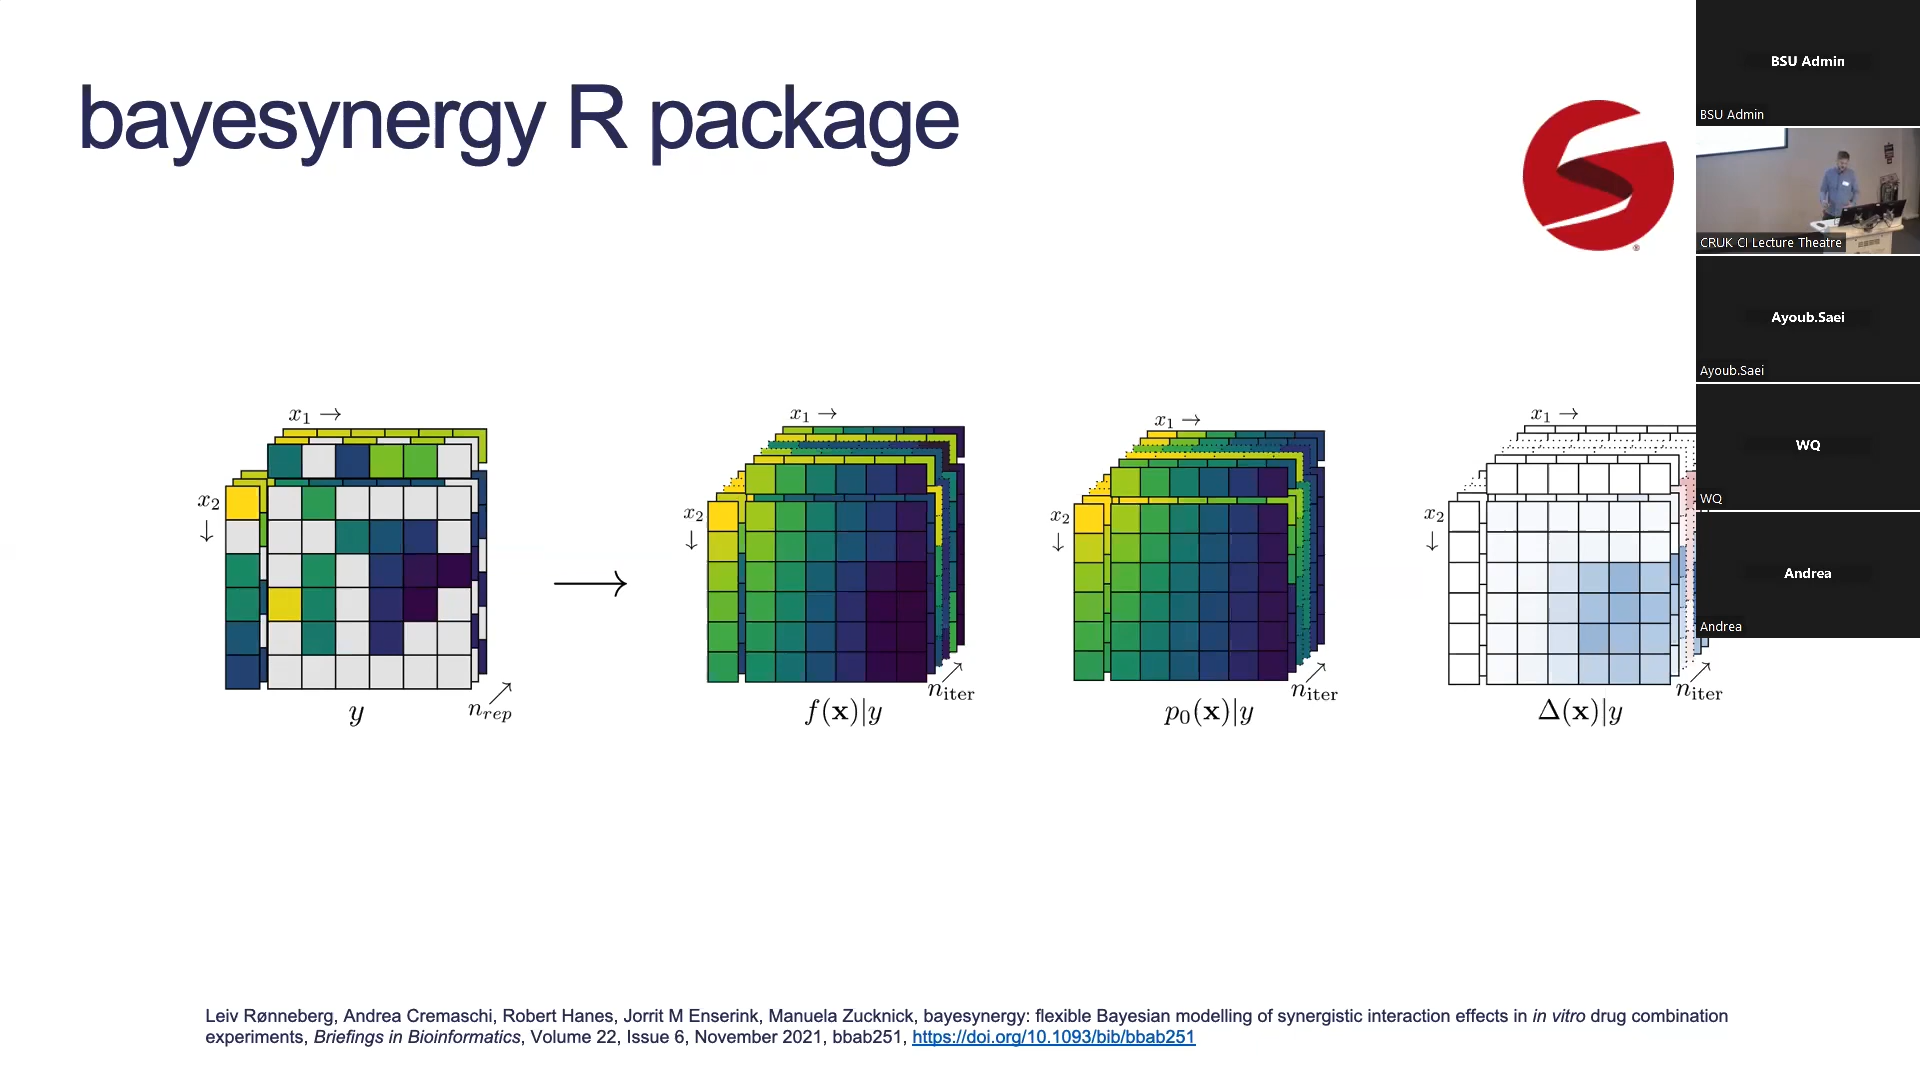 bayesynergy R package
BSU Admin
BSU Admin
CRUK CI Lecture Theatre
Ayoub.Saei
Ayoub.Saei
WQ
WQ
Andrea
Andrea
x₁ →
x₂
↓
n_rep
y
x₁ →
x₂
↓
n_iter
f(x)|y
x₁ →
x₂
↓
n_iter
p₀(x)|y
x₁ →
x₂
↓
n_iter
Δ(x)|y
Leiv Rønneberg, Andrea Cremaschi, Robert Hanes, Jorrit M Enserink, Manuela Zucknick, bayesynergy: flexible Bayesian modelling of synergistic interaction effects in in vitro drug combination
experiments, Briefings in Bioinformatics, Volume 22, Issue 6, November 2021, bbab251, https://doi.org/10.1093/bib/bbab251